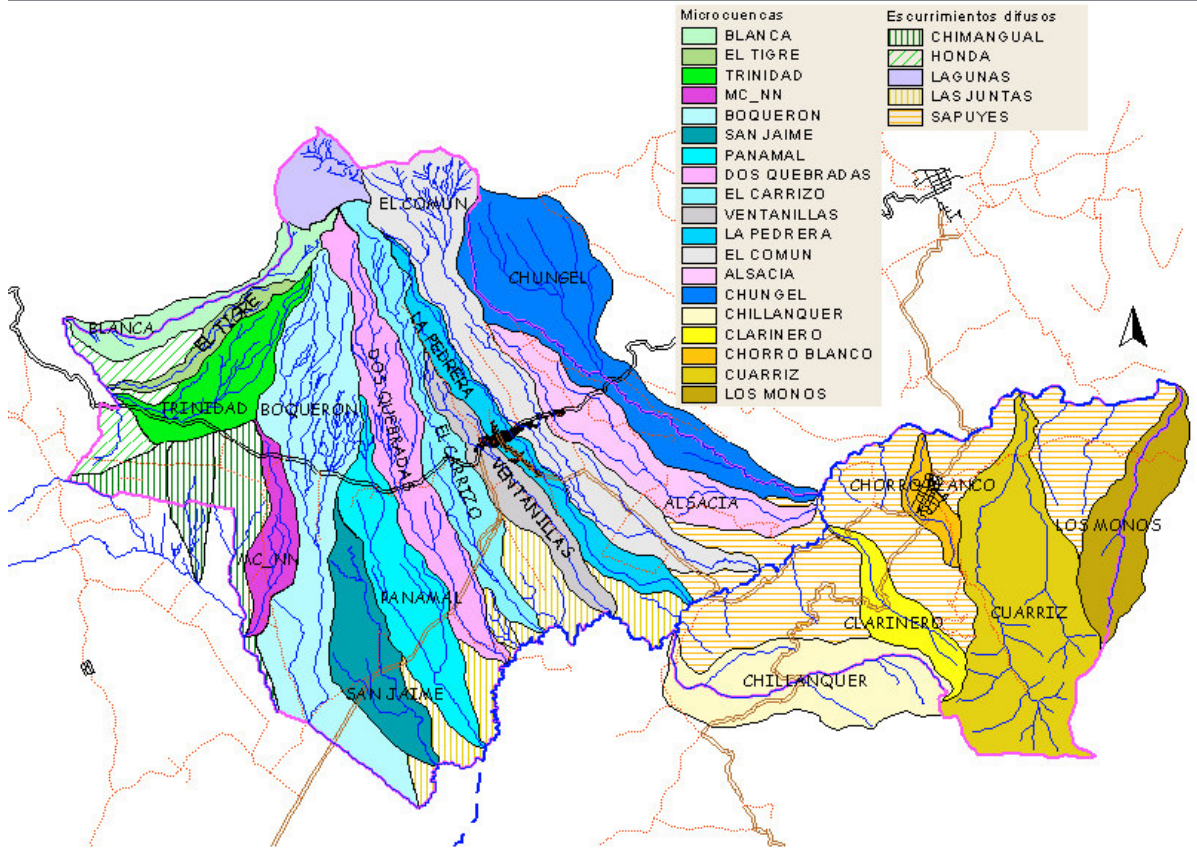 Microcuencas
BLANCA
EL TIGRE
TRINIDAD
MC_NN
BOQUERON
SAN JAIME
PANAMAL
DOS QUEBRADAS
EL CARRIZO
VENTANILLAS
LA PEDRERA
EL COMUN
ALSACIA
CHUNGEL
CHILLANQUER
CLARINERO
CHORRO BLANCO
CUARRIZ
LOS MONOS
Escurrimientos difusos
CHIMANGUAL
HONDA
LAGUNAS
LAS JUNTAS
SAPUYES
EL COMUN
CHUNGEL
BLANCA
EL TIGRE
LA PEDRERA
TRINIDAD
BOQUERON
DOS QUEBRADAS
EL CARRIZO
VENTANILLAS
ALSACIA
CHORRO BLANCO
LOS MONOS
MC_NN
PANAMAL
CUARRIZ
CLARINERO
CHILLANQUER
SAN JAIME